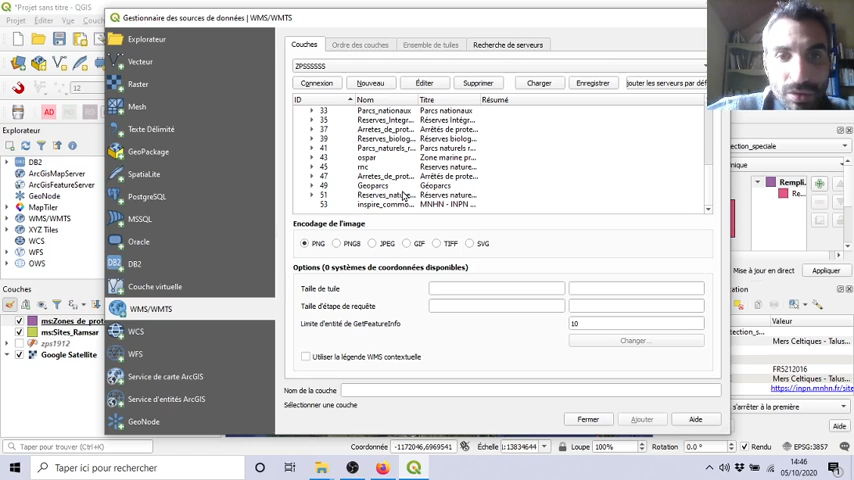 *Projet sans titre — QGIS
Projet Éditer
Gestionnaire des sources de données | WMS/WMTS
12
Explorateur
DB2
ArcGisMapServer
ArcGisFeatureServer
GeoNode
MapTiler
WMS/WMTS
XYZ Tiles
WCS
WFS
OWS
Couches
ms:Zones_de_prot
ms:Sites_Ramsar
zps1912
Google Satellite
Explorateur
Vecteur
Raster
Mesh
Texte Délimité
GeoPackage
SpatiaLite
PostgreSQL
MSSQL
Oracle
DB2
Couche virtuelle
WMS/WMTS
WCS
WFS
Service de carte ArcGIS
Service d'entités ArcGIS
GeoNode
Couches Ordre des couches Ensemble de tuiles Recherche de serveurs
ZPSSSSSS
Connexion Nouveau Éditer Supprimer Charger Enregistrer jouter les serveurs par déf
ID Nom Titre Résumé
33 Parcs_nationaux Parcs nationaux
35 Reserves_Integr... Réserves Intégr...
37 Arretes_de_prot... Arrêtés de prote...
39 Reserves_biolog... Réserves biolog...
41 Parcs_naturels_r... Parcs naturels r...
43 ospar Zone marine pr...
45 rnc Reserves nature...
47 Arretes_de_prot... Arrêtés de prote...
49 Geoparcs Géoparcs
51 Reserves_nature... Réserves nature...
53 inspire_commo... MNHN - INPN ...
Encodage de l'image
PNG PNG8 JPEG GIF TIFF SVG
Options (0 systèmes de coordonnées disponibles)
Taille de tuile
Taille d'étape de requête
Limite d'entité de GetFeatureInfo 10
Changer...
Utiliser la légende WMS contextuelle
Nom de la couche
Sélectionner une couche
Fermer Ajouter Aide
ction_speciale
nique
Rempli
Re
Mise à jour en direct Appliquer
Valeur
Mers Celtiques - Talus
FR5212016
Mers Celtiques - Talus
https://inpn.mnhn.fr/site
s'arrêter à la première
Aide
Taper pour rechercher (Ctrl+K)
Coordonnée -1172046,6969541 Échelle 1:13834644 Loupe 100% Rotation 0.0 ° Rendu EPSG:3857
Taper ici pour rechercher
14:46
05/10/2020